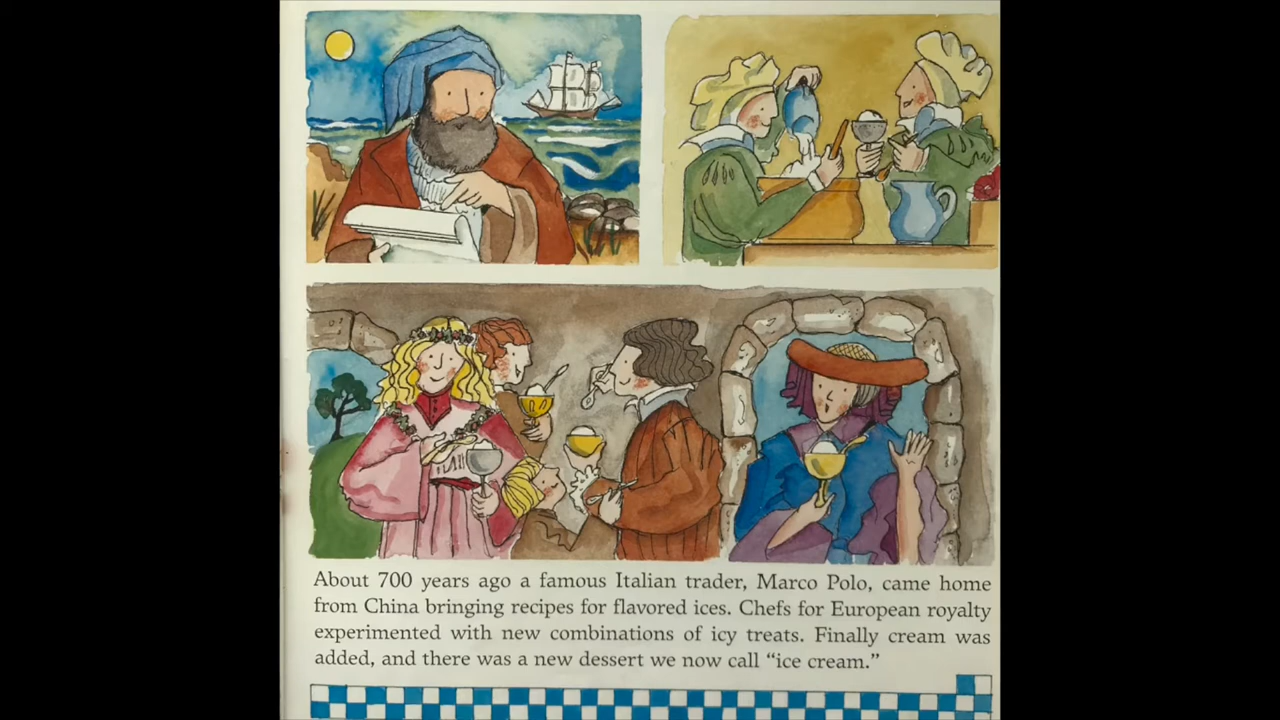 About 700 years ago a famous Italian trader, Marco Polo, came home
from China bringing recipes for flavored ices. Chefs for European royalty
experimented with new combinations of icy treats. Finally cream was
added, and there was a new dessert we now call “ice cream.”